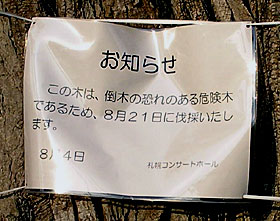 お知らせ
この木は、倒木の恐れのある危険木
であるため、8月21日に伐採いたし
ます。
8月4日 札幌コンサートホール